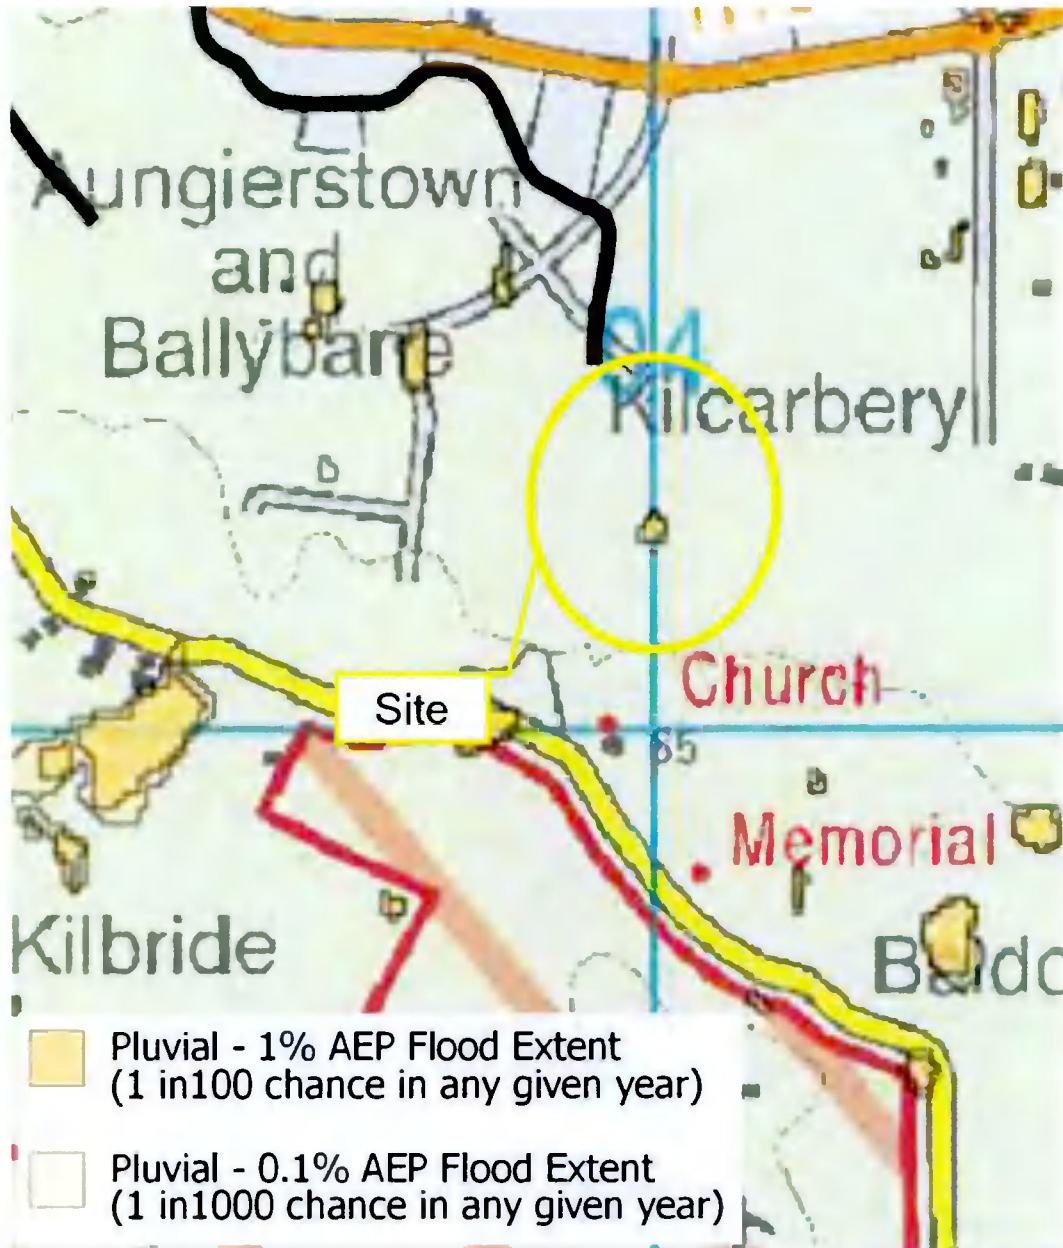 Aungierstown
and
Ballybane
94
Kilcarbery
Church
Site
85
Memorial
Kilbride
Pluvial - 1% AEP Flood Extent
(1 in100 chance in any given year)
Pluvial - 0.1% AEP Flood Extent
(1 in1000 chance in any given year)